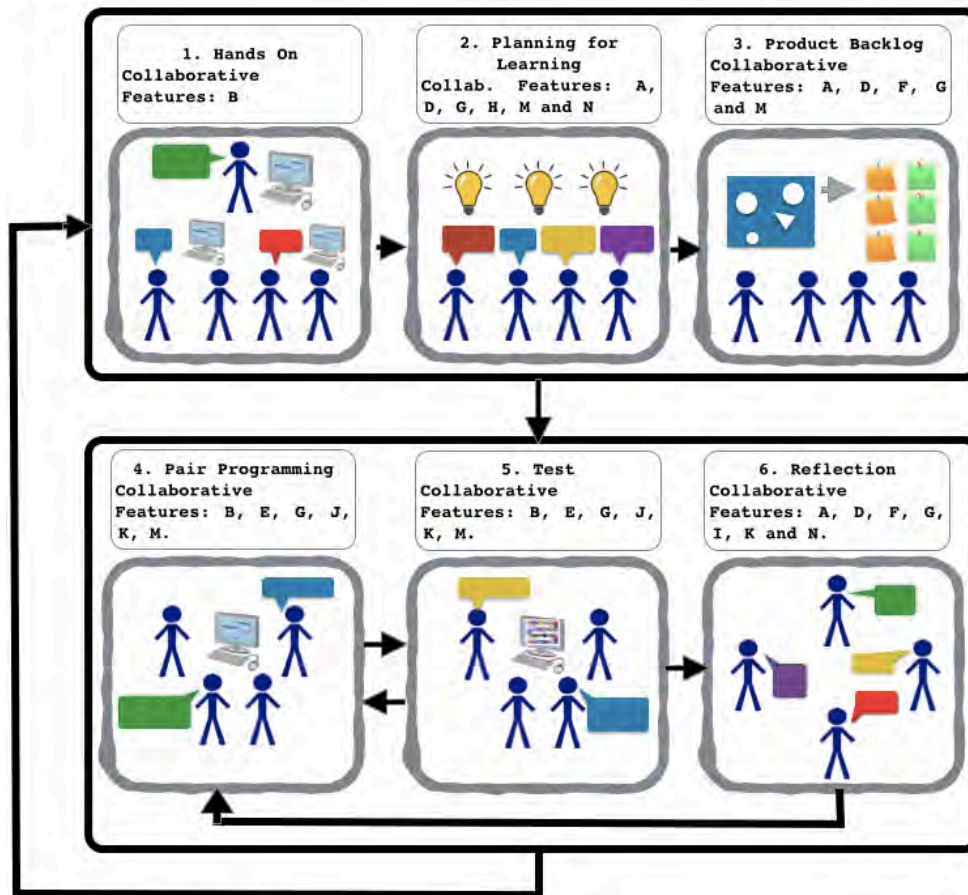 1. Hands On
Collaborative
Features: B
2. Planning for
Learning
Collab. Features: A,
D, G, H, M and N
3. Product Backlog
Collaborative
Features: A, D, F, G
and M
4. Pair Programming
Collaborative
Features: B, E, G, J,
K, M.
5. Test
Collaborative
Features: B, E, G, J,
K, M.
6. Reflection
Collaborative
Features: A, D, F, G,
I, K and N.